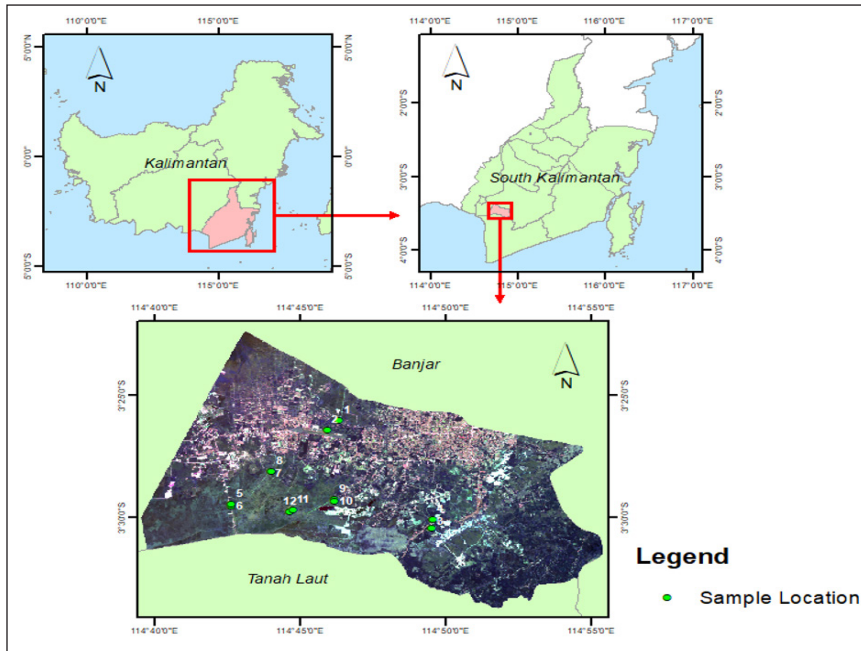 110°0'0"E 115°0'0"E
5°0'0"N
0°0'0"
5°0'0"S
N
Kalimantan
5°0'0"N
0°0'0"
5°0'0"S
110°0'0"E 115°0'0"E
114°0'0"E 115°0'0"E 116°0'0"E 117°0'0"E
2°0'0"S
3°0'0"S
4°0'0"S
N
South Kalimantan
2°0'0"S
3°0'0"S
4°0'0"S
114°0'0"E 115°0'0"E 116°0'0"E 117°0'0"E
114°40'0"E 114°45'0"E 114°50'0"E 114°55'0"E
3°25'0"S
3°30'0"S
Banjar
N
1
2
8
7
5
6
9
10
12 11
Tanah Laut
3°25'0"S
3°30'0"S
114°40'0"E 114°45'0"E 114°50'0"E 114°55'0"E
Legend
Sample Location